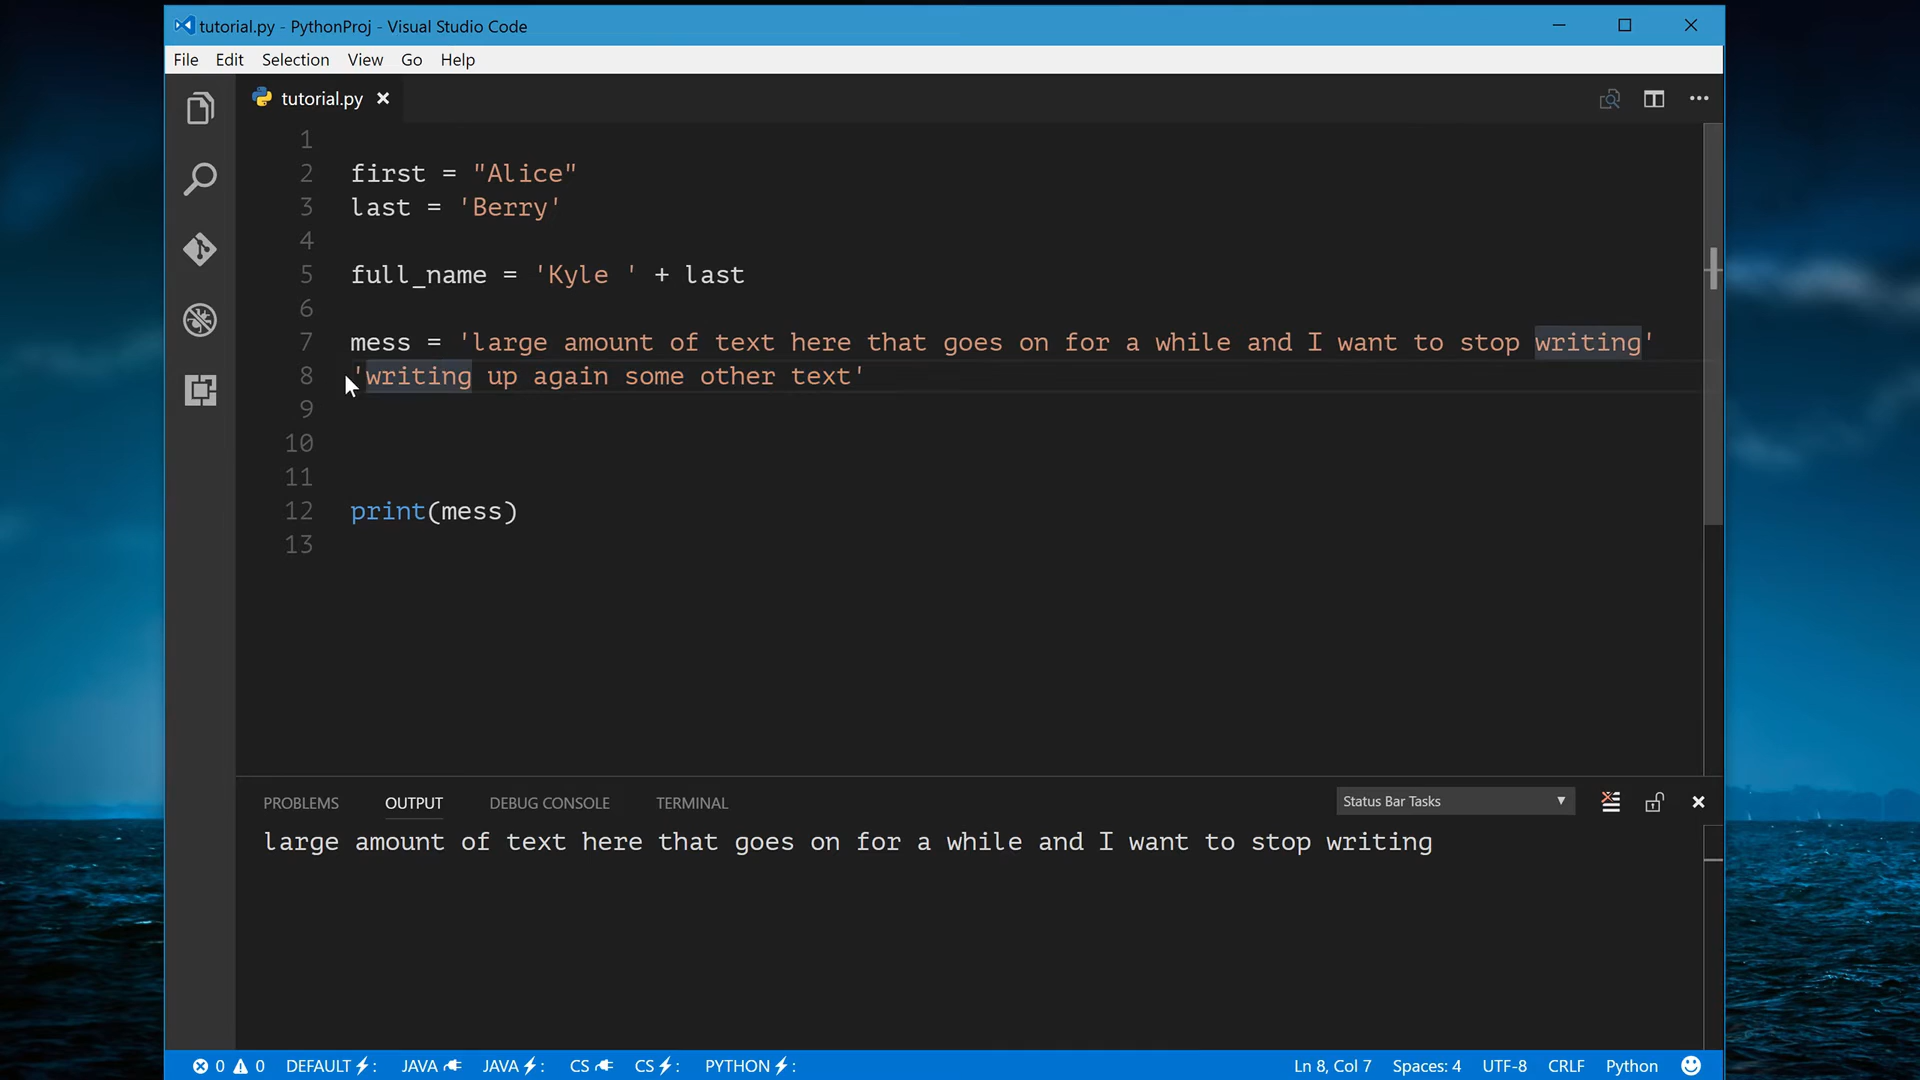 tutorial.py - PythonProj - Visual Studio Code
File Edit Selection View Go Help
tutorial.py
1
2 first = "Alice"
3 last = 'Berry'
4
5 full_name = 'Kyle ' + last
6
7 mess = 'large amount of text here that goes on for a while and I want to stop writing'
8 'writing up again some other text'
9
10
11
12 print(mess)
13
PROBLEMS OUTPUT DEBUG CONSOLE TERMINAL Status Bar Tasks
large amount of text here that goes on for a while and I want to stop writing
0 0 DEFAULT : JAVA JAVA : CS CS : PYTHON : Ln 8, Col 7 Spaces: 4 UTF-8 CRLF Python